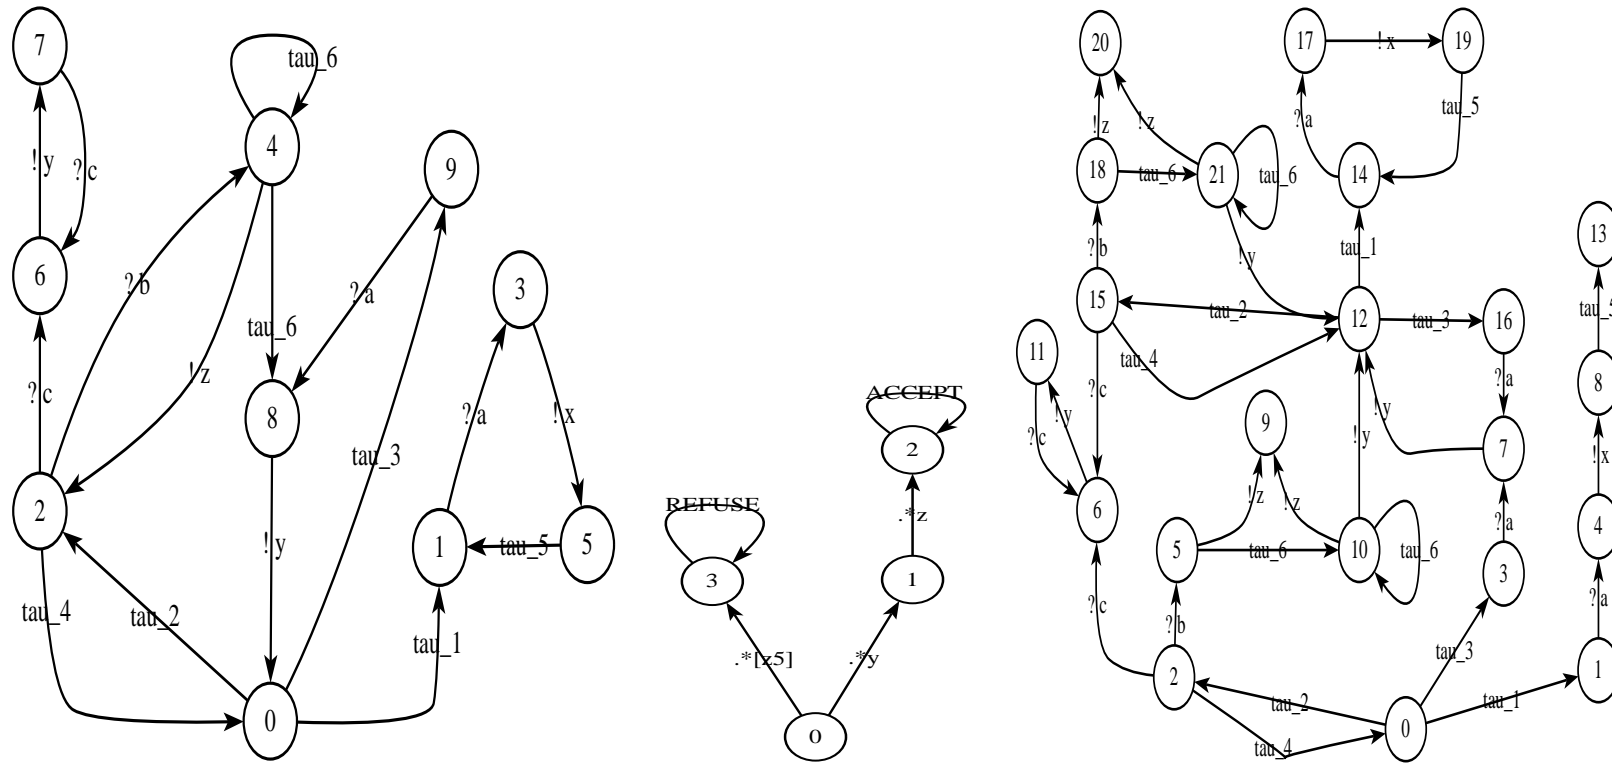 7
tau_6
4
9
! y
? c
6
? b
? a
3
tau_6
! z
? c
8
? a
! x
tau_3
2
1
tau_5
5
! y
tau_4
tau_2
tau_1
0
ACCEPT
2
REFUSE
.*z
3
1
.*[z5]
.*y
0
20
17
! x
19
! z
! z
? a
tau_5
18
tau_6
21
tau_6
14
? b
! y
tau_1
13
15
tau_2
12
tau_3
16
tau_5
11
tau_4
? c
? a
8
? c
! y
9
! y
! y
7
! x
6
! z
! z
4
5
tau_6
10
tau_6
? a
3
? c
? b
? a
tau_3
2
1
tau_2
tau_1
0
tau_4